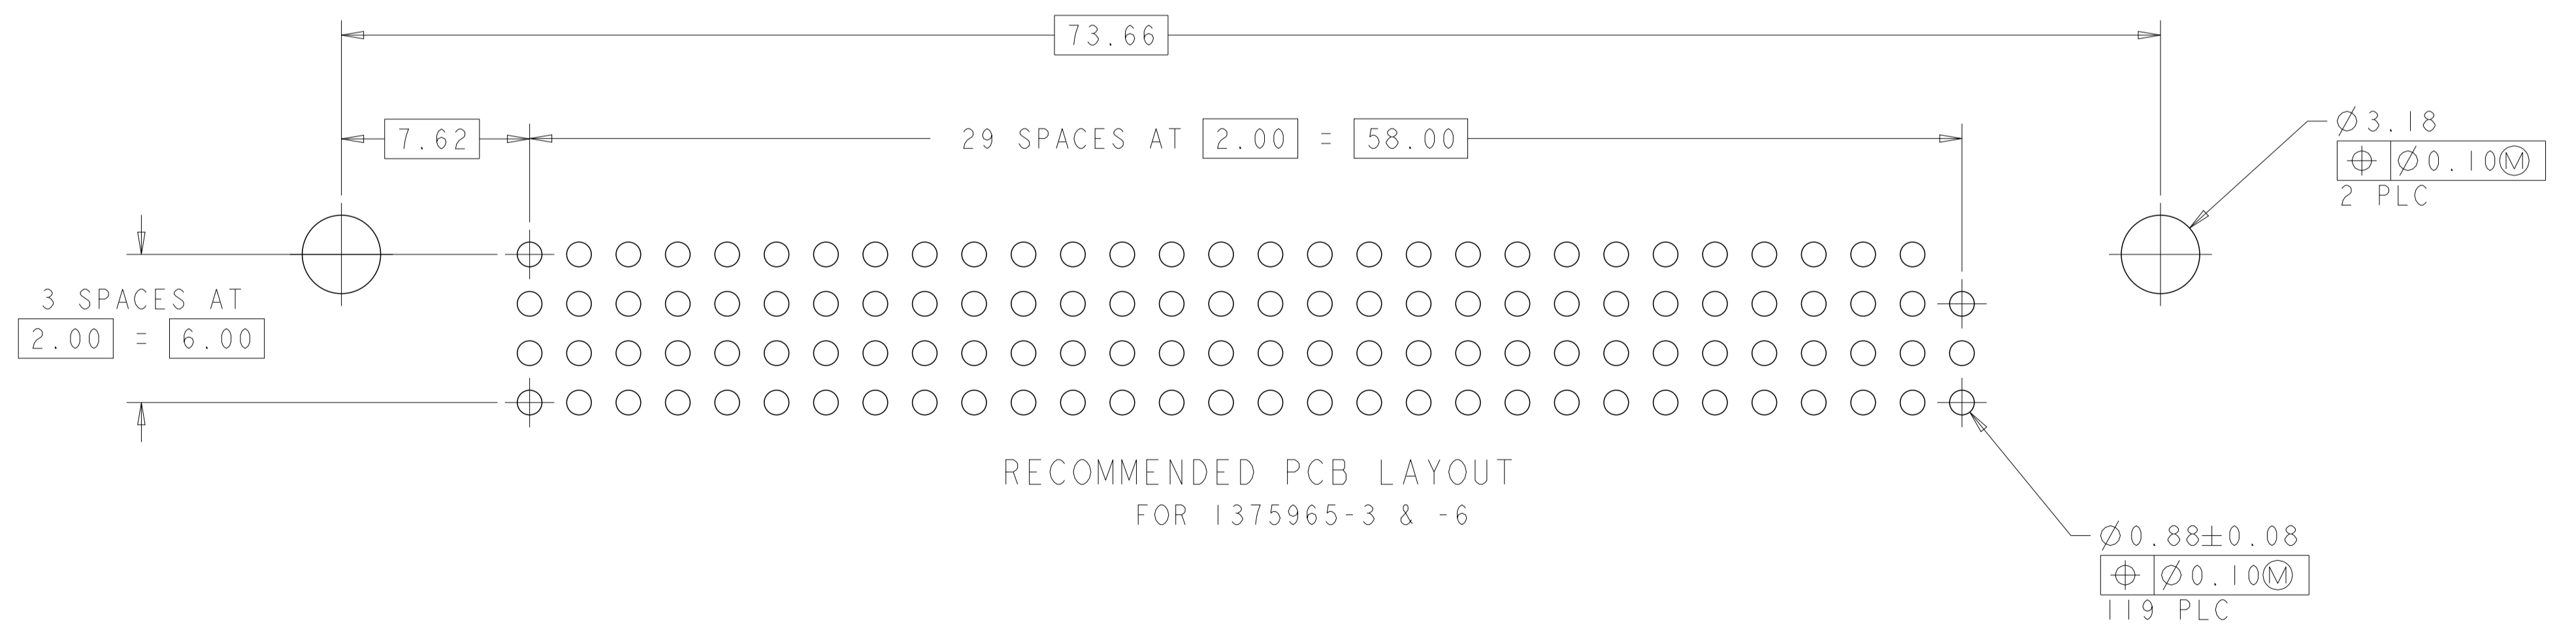 73.66
7.62
29 SPACES AT 2.00 = 58.00
Ø3.18
⌖ Ø0.10Ⓜ
2 PLC
3 SPACES AT
2.00 = 6.00
RECOMMENDED PCB LAYOUT
FOR 1375965-3 & -6
Ø0.88±0.08
⌖ Ø0.10Ⓜ
119 PLC